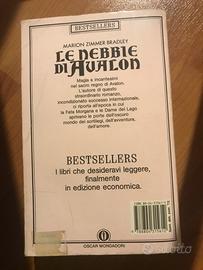 BESTSELLERS
MARION ZIMMER BRADLEY
LE NEBBIE
DI AVALON
Magia e incantesimi
nel sacro regno di Avalon.
L'autore di questo
straordinario romanzo,
incondizionato successo internazionale,
ci riporta all'epoca in cui
la Fata Morgana e le Dame del Lago
aprivano le porte dell'oscuro
mondo dei sortilegi, dell'avventura,
dell'amore.
BESTSELLERS
I libri che desideravi leggere,
finalmente
in edizione economica.
OSCAR MONDADORI
subito